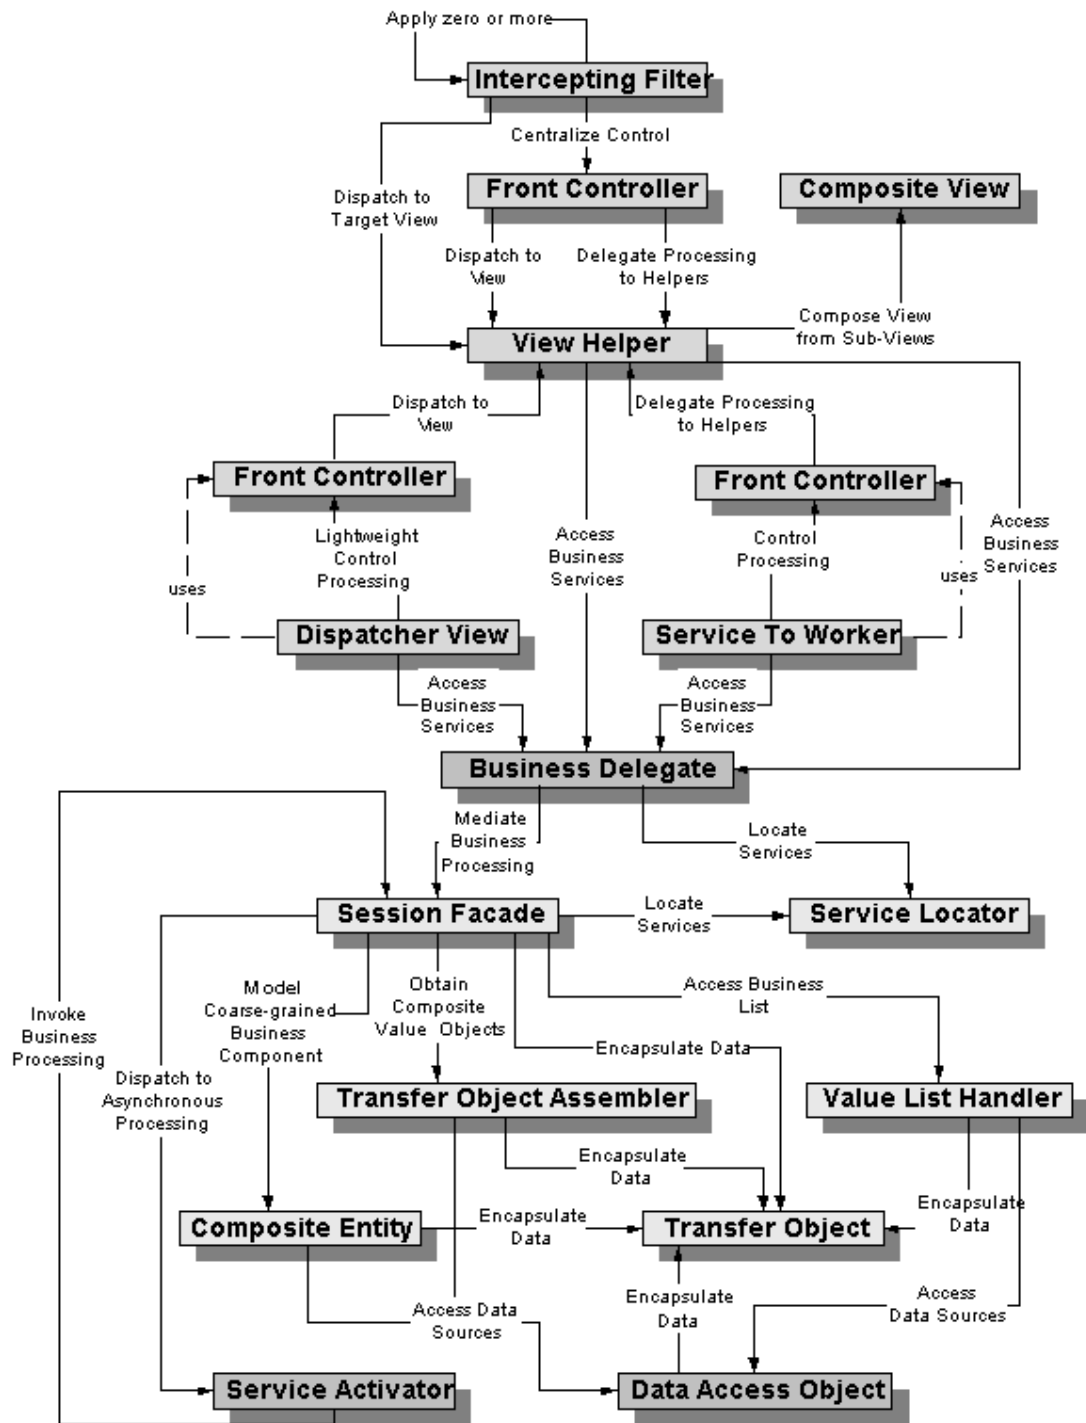 Apply zero or more
Intercepting Filter
Centralize Control
Front Controller
Composite View
Dispatch to
Target View
Dispatch to
View
Delegate Processing
to Helpers
Compose View
from Sub-Views
View Helper
Dispatch to
View
Delegate Processing
to Helpers
Front Controller
Front Controller
Lightweight
Control
Processing
Access
Business
Services
Control
Processing
Access
Business
Services
uses
uses
Dispatcher View
Service To Worker
Access
Business
Services
Access
Business
Services
Business Delegate
Mediate
Business
Processing
Locate
Services
Session Facade
Locate
Services
Service Locator
Invoke
Business
Processing
Model
Coarse-grained
Business
Component
Obtain
Composite
Value Objects
Access Business
List
Encapsulate Data
Dispatch to
Asynchronous
Processing
Transfer Object Assembler
Value List Handler
Encapsulate
Data
Composite Entity
Encapsulate
Data
Transfer Object
Encapsulate
Data
Access Data
Sources
Encapsulate
Data
Access
Data Sources
Service Activator
Data Access Object